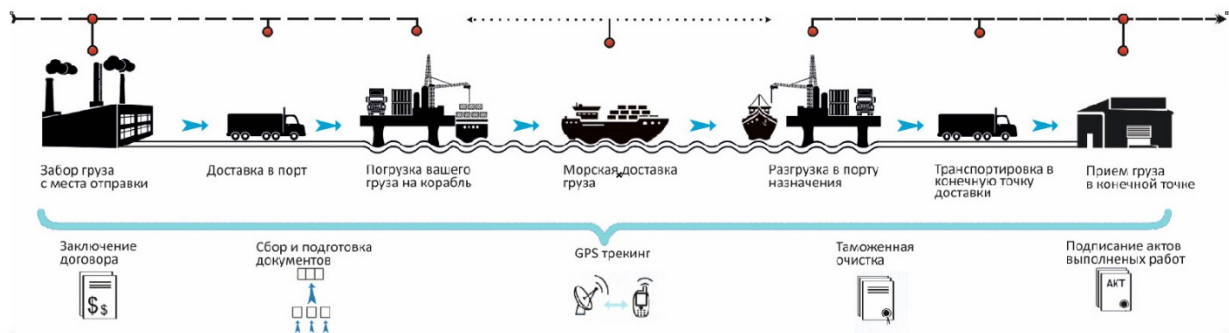 Забор груза
с места отправки
Доставка в порт
Погрузка вашего
груза на корабль
Морская доставка
груза
Разгрузка в порту
назначения
Транспортировка в
конечную точку
доставки
Прием груза
в конечной точке
Заключение
договора
$$
Сбор и подготовка
документов
GPS трекинг
Таможенная
очистка
Подписание актов
выполненых работ
АКТ